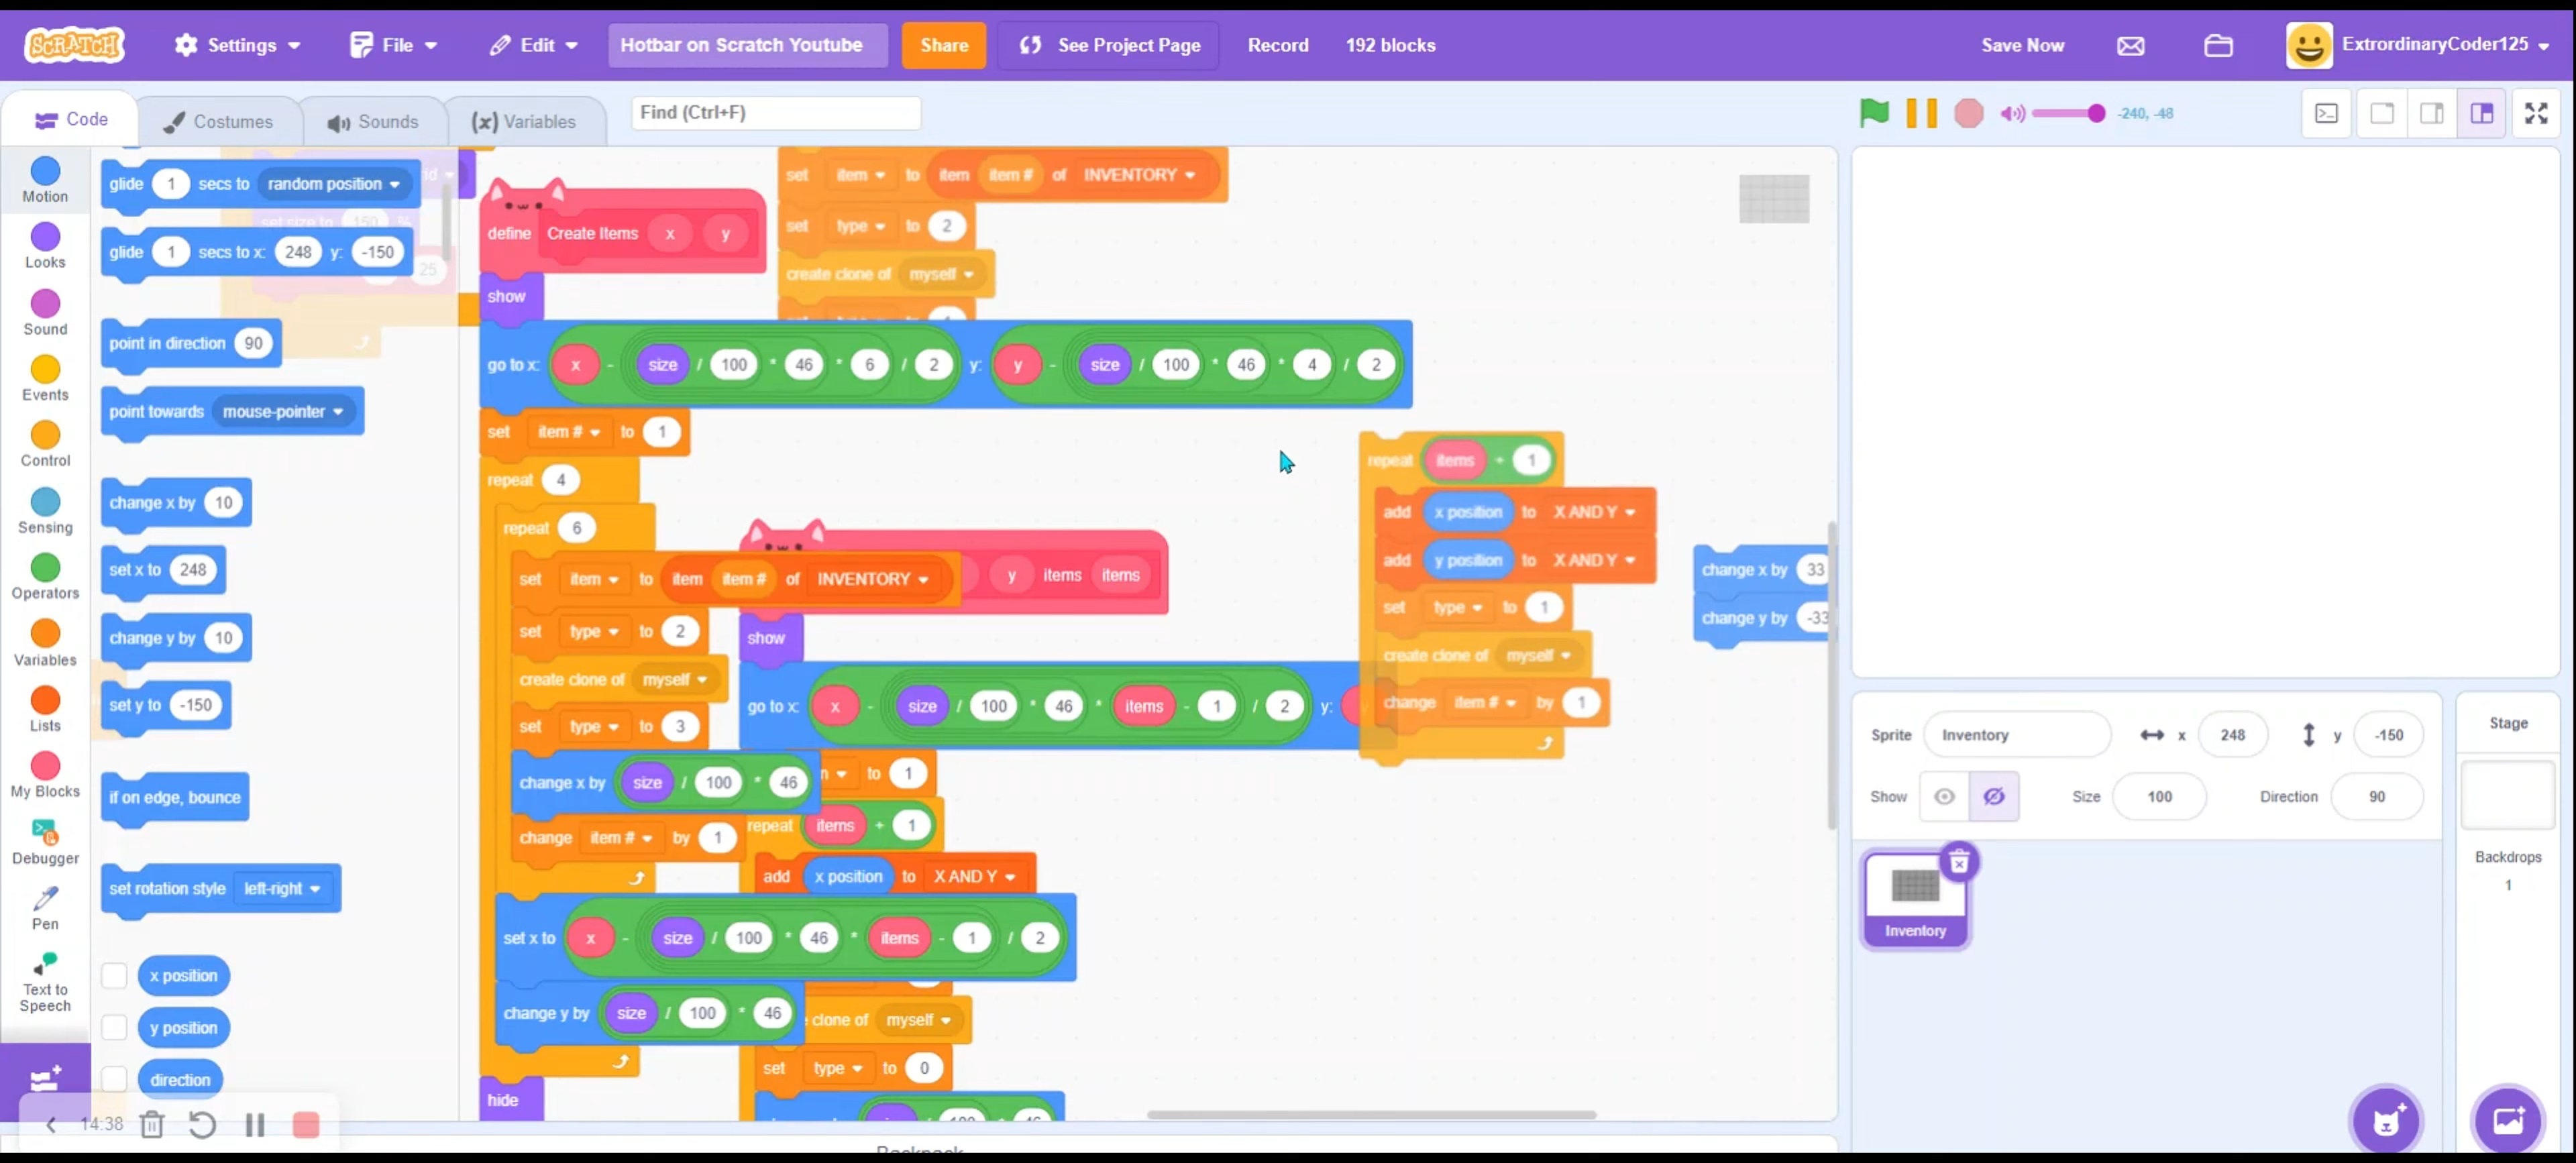 SCRATCH Settings File Edit Hotbar on Scratch Youtube Share See Project Page Record 192 blocks Save Now ExtrordinaryCoder125
Code Costumes Sounds (x) Variables Find (Ctrl+F) -240, -48
Motion
Looks
Sound
Events
Control
Sensing
Operators
Variables
Lists
My Blocks
Debugger
Pen
Text to
Speech
glide 1 secs to random position
set size to 150 %
glide 1 secs to x: 248 y: -150
25
point in direction 90
point towards mouse-pointer
change x by 10
set x to 248
change y by 10
set y to -150
if on edge, bounce
set rotation style left-right
x position
y position
direction
14:38
define Create Items x y
show
go to x: x - size / 100 * 46 * 6 / 2 y: y - size / 100 * 46 * 4 / 2
set item # to 1
repeat 4
repeat 6
set item to item item # of INVENTORY
set type to 2
create clone of myself
set type to 3
change x by size / 100 * 46
change item # by 1
set x to x - size / 100 * 46 * items - 1 / 2
change y by size / 100 * 46
hide
set item to item item # of INVENTORY
set type to 2
create clone of myself
y items items
show
go to x: x - size / 100 * 46 * items - 1 / 2 y:
to 1
repeat items + 1
add x position to X AND Y
clone of myself
set type to 0
100 46
repeat items + 1
add x position to X AND Y
add y position to X AND Y
set type to 1
create clone of myself
change item # by 1
change x by 33
change y by -33
Sprite Inventory x 248 y -150
Show Size 100 Direction 90
Inventory
Stage
Backdrops
1